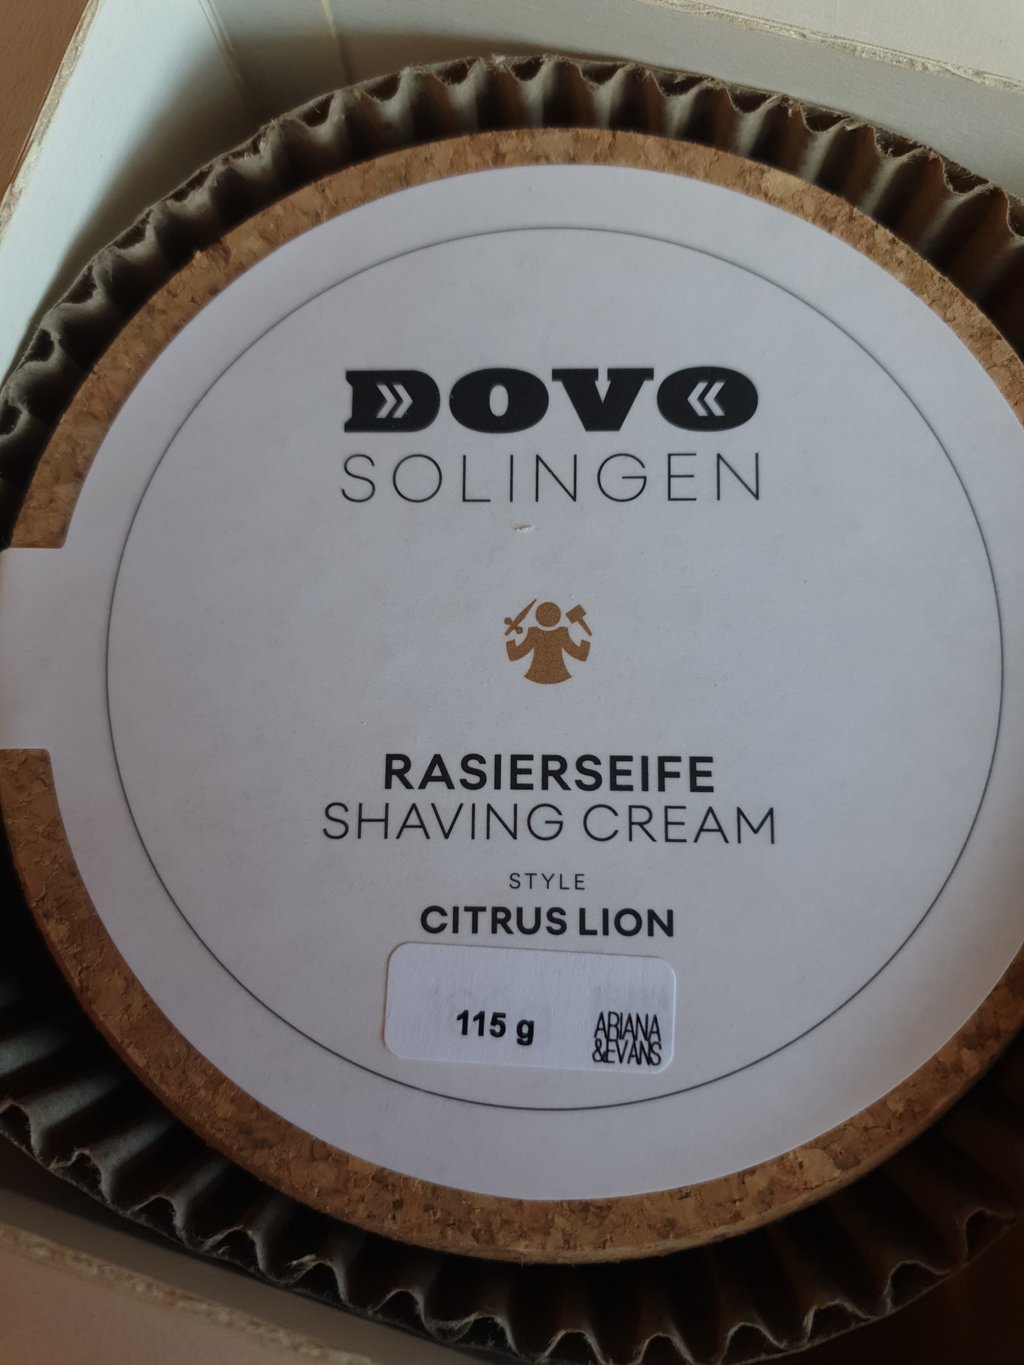 DOVO
SOLINGEN
RASIERSEIFE
SHAVING CREAM
STYLE
CITRUS LION
115 g
ARIANA
&EVANS